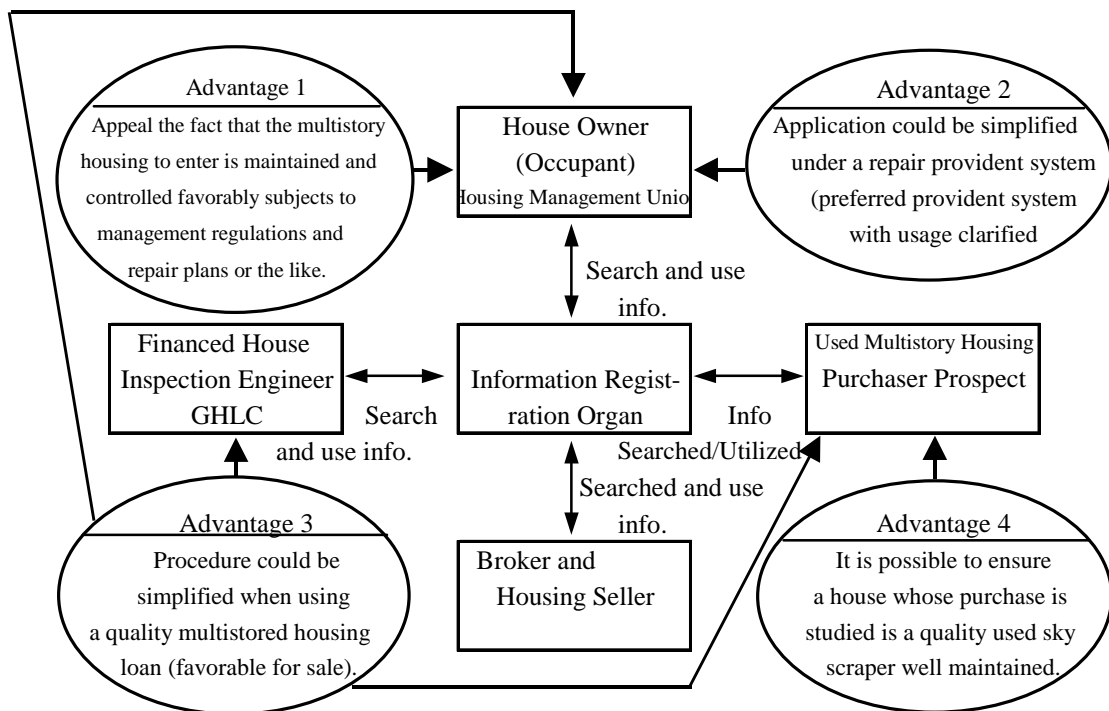 Advantage 1
Appeal the fact that the multistory
housing to enter is maintained and
controlled favorably subjects to
management regulations and
repair plans or the like.
House Owner
(Occupant)
Housing Management Unio
Advantage 2
Application could be simplified
under a repair provident system
(preferred provident system
with usage clarified
Search and use
info.
Financed House
Inspection Engineer
GHLC
Search
and use info.
Information Regist-
ration Organ
Info
Searched/Utilized
Used Multistory Housing
Purchaser Prospect
Searched and use
info.
Broker and
Housing Seller
Advantage 3
Procedure could be
simplified when using
a quality multistored housing
loan (favorable for sale).
Advantage 4
It is possible to ensure
a house whose purchase is
studied is a quality used sky
scraper well maintained.